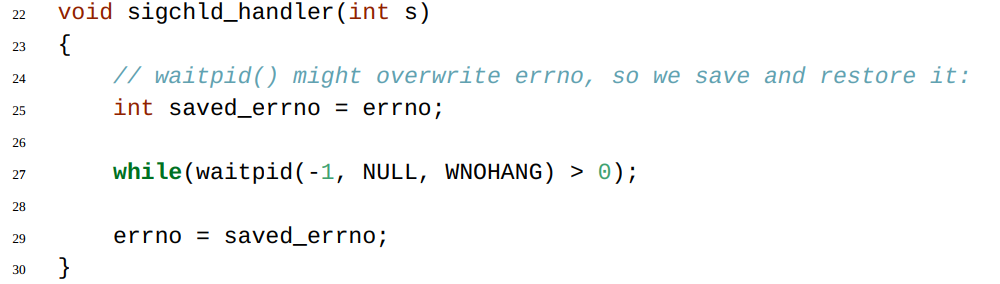 22 void sigchld_handler(int s)
23 {
24 // waitpid() might overwrite errno, so we save and restore it:
25 int saved_errno = errno;
26
27 while(waitpid(-1, NULL, WNOHANG) > 0);
28
29 errno = saved_errno;
30 }